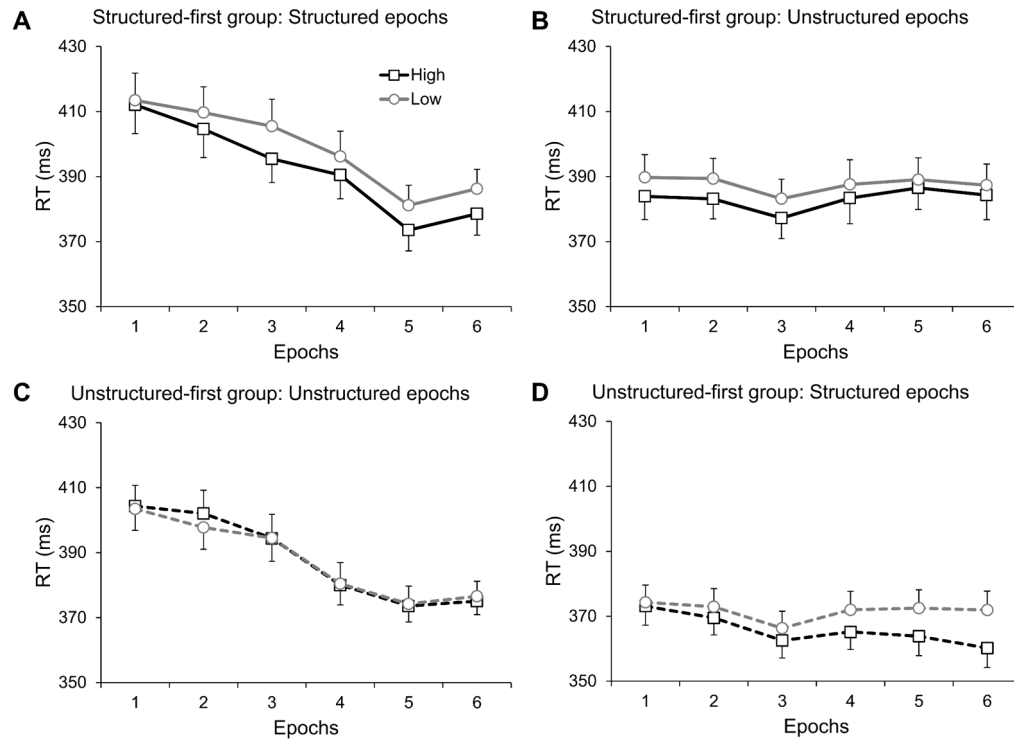 A Structured-first group: Structured epochs
430
410
390
370
350
RT (ms)
High
Low
1 2 3 4 5 6
Epochs
B Structured-first group: Unstructured epochs
430
410
390
370
350
RT (ms)
1 2 3 4 5 6
Epochs
C Unstructured-first group: Unstructured epochs
430
410
390
370
350
RT (ms)
1 2 3 4 5 6
Epochs
D Unstructured-first group: Structured epochs
430
410
390
370
350
RT (ms)
1 2 3 4 5 6
Epochs